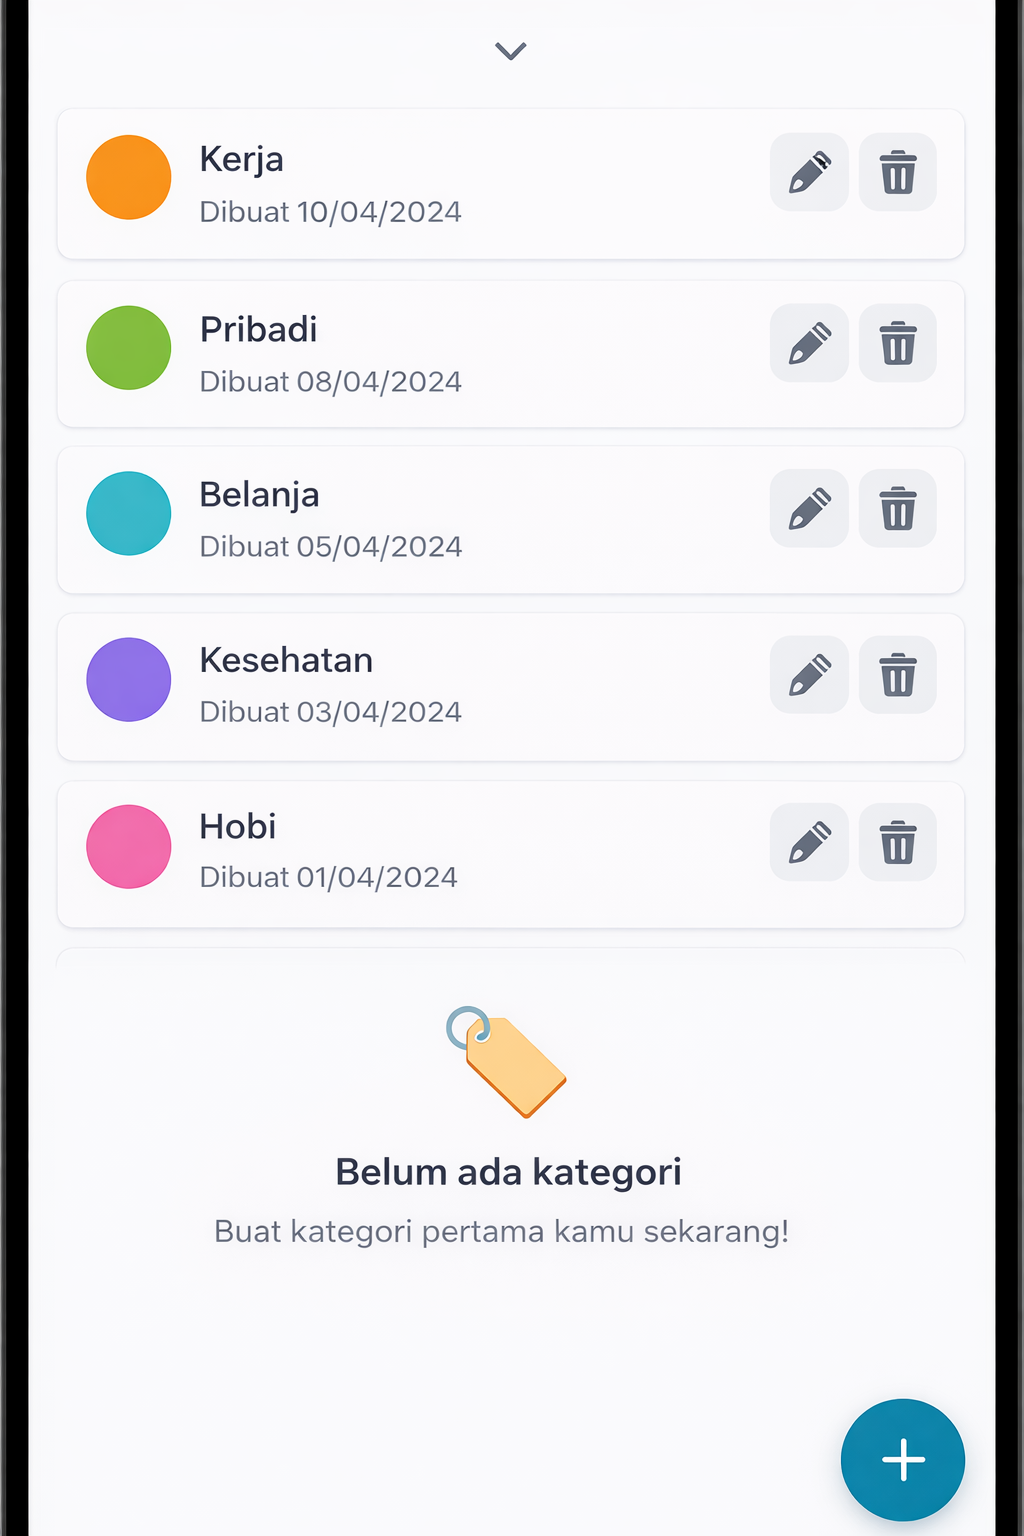 Kerja
Dibuat 10/04/2024
Pribadi
Dibuat 08/04/2024
Belanja
Dibuat 05/04/2024
Kesehatan
Dibuat 03/04/2024
Hobi
Dibuat 01/04/2024
Belum ada kategori
Buat kategori pertama kamu sekarang!